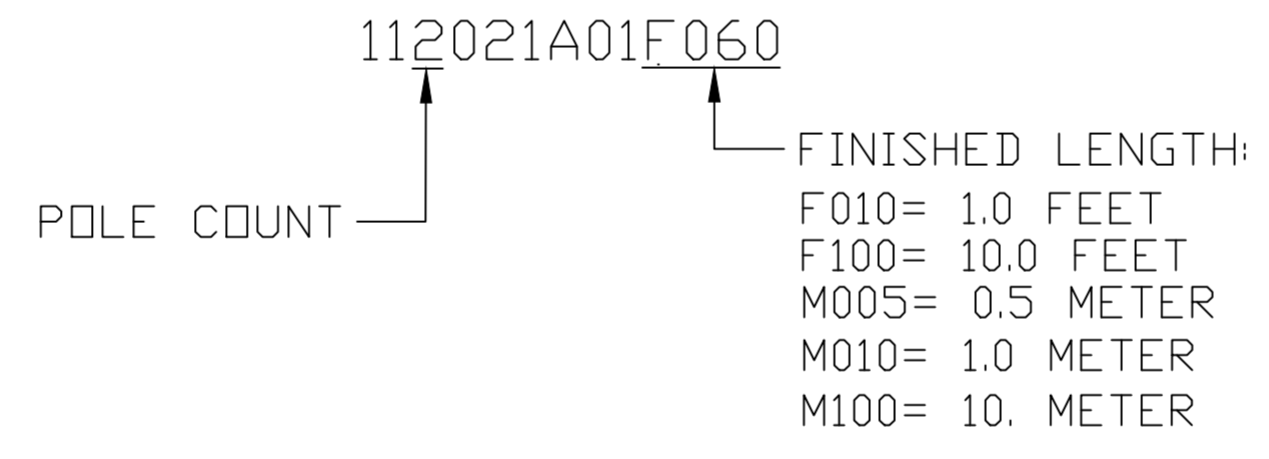 112021A01F060
FINISHED LENGTH:
POLE COUNT
F010= 1.0 FEET
F100= 10.0 FEET
M005= 0.5 METER
M010= 1.0 METER
M100= 10. METER